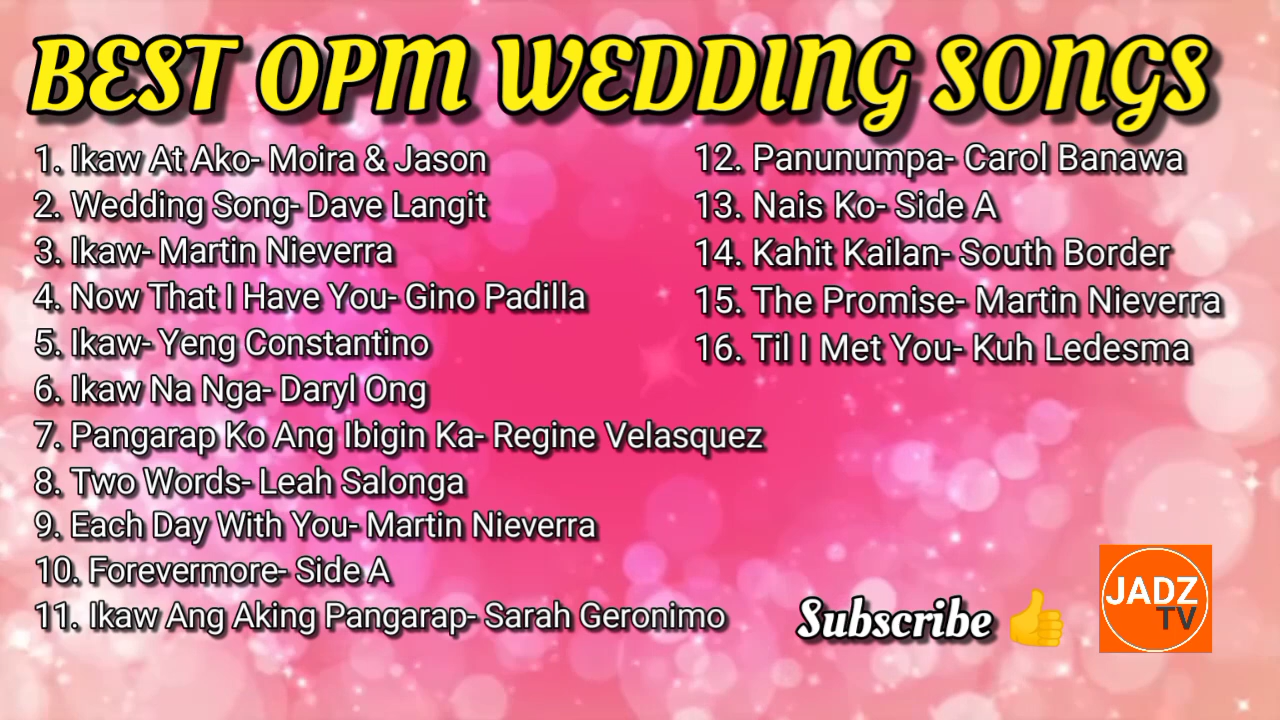 BEST OPM WEDDING SONGS
1. Ikaw At Ako- Moira & Jason
2. Wedding Song- Dave Langit
3. Ikaw- Martin Nieverra
4. Now That I Have You- Gino Padilla
5. Ikaw- Yeng Constantino
6. Ikaw Na Nga- Daryl Ong
7. Pangarap Ko Ang Ibigin Ka- Regine Velasquez
8. Two Words- Leah Salonga
9. Each Day With You- Martin Nieverra
10. Forevermore- Side A
11. Ikaw Ang Aking Pangarap- Sarah Geronimo
12. Panunumpa- Carol Banawa
13. Nais Ko- Side A
14. Kahit Kailan- South Border
15. The Promise- Martin Nieverra
16. Til I Met You- Kuh Ledesma
Subscribe
JADZ
TV